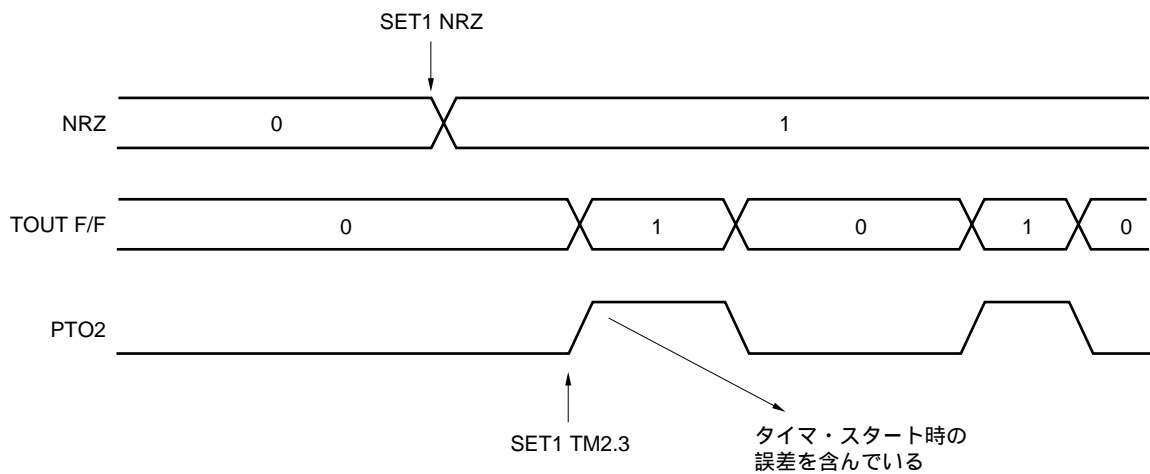 SET1 NRZ
NRZ
0
1
TOUT F/F
0
1
0
1
0
PTO2
SET1 TM2.3
タイマ・スタート時の
誤差を含んでいる